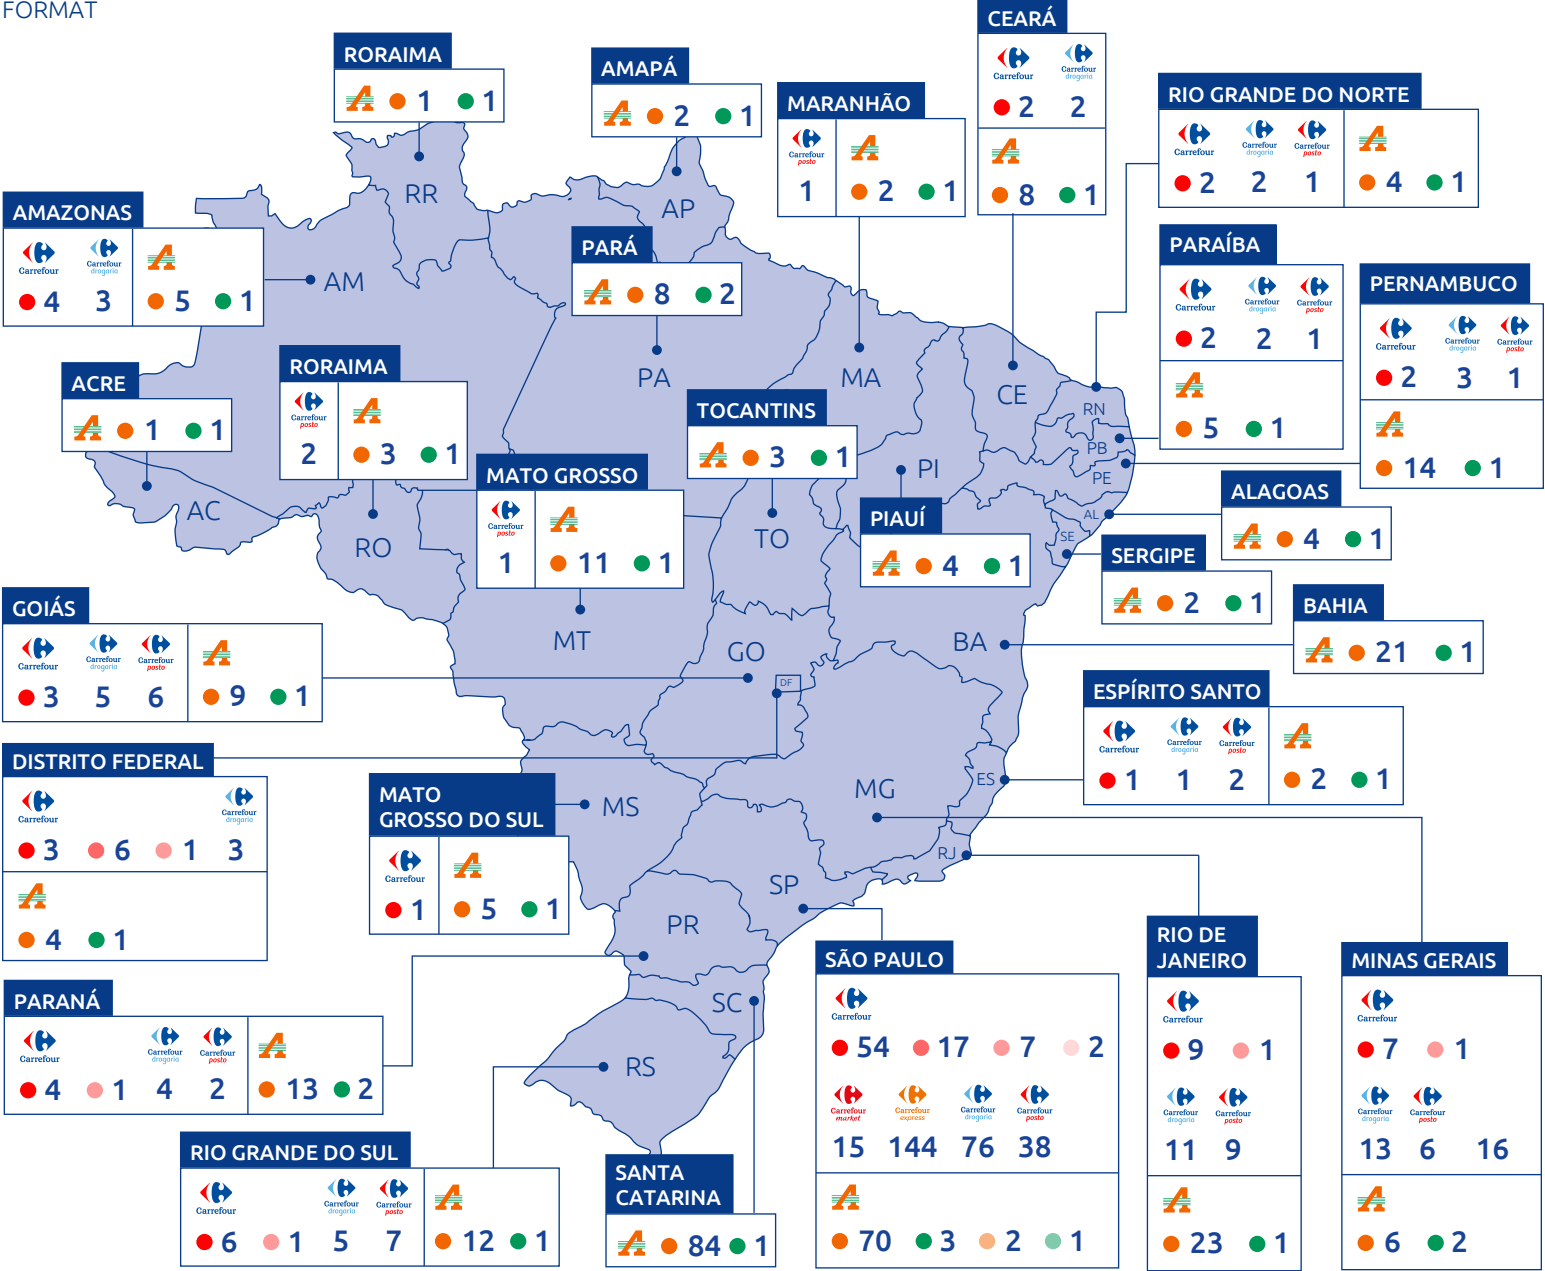 FORMAT
RORAIMA
1 1
AMAPÁ
2 1
MARANHÃO
Carrefour
posto
1 2 1
CEARÁ
Carrefour Carrefour
drogaria
2 2
8 1
RIO GRANDE DO NORTE
Carrefour Carrefour Carrefour
drogaria posto
2 2 1 4 1
AMAZONAS
Carrefour Carrefour
drogaria
4 3 5 1
PARÁ
8 2
PARAÍBA
Carrefour Carrefour Carrefour
drogaria posto
2 2 1
5 1
PERNAMBUCO
Carrefour Carrefour Carrefour
drogaria posto
2 3 1
14 1
ACRE
1 1
RORAIMA
Carrefour
posto
2 3 1
TOCANTINS
3 1
MATO GROSSO
Carrefour
posto
1 11 1
PIAUÍ
4 1
ALAGOAS
4 1
SERGIPE
2 1
BAHIA
21 1
GOIÁS
Carrefour Carrefour Carrefour
drogaria posto
3 5 6 9 1
ESPÍRITO SANTO
Carrefour Carrefour Carrefour
drogaria posto
1 1 2 2 1
DISTRITO FEDERAL
Carrefour Carrefour
drogaria
3 6 1 3
4 1
MATO
GROSSO DO SUL
Carrefour
1 5 1
PARANÁ
Carrefour Carrefour Carrefour
drogaria posto
4 1 4 2 13 2
RIO GRANDE DO SUL
Carrefour Carrefour Carrefour
drogaria posto
6 1 5 7 12 1
SANTA
CATARINA
84 1
SÃO PAULO
Carrefour
54 17 7 2
Carrefour Carrefour Carrefour Carrefour
market express drogaria posto
15 144 76 38
70 3 2 1
RIO DE
JANEIRO
Carrefour
9 1
Carrefour Carrefour
drogaria posto
11 9
23 1
MINAS GERAIS
Carrefour
7 1
Carrefour Carrefour
drogaria posto
13 6 16
6 2
RR
AP
AM
PA
MA
CE
RN
PB
PE
PI
AL
SE
AC
RO
TO
MT
GO
DF
BA
MS
MG
ES
RJ
SP
PR
SC
RS